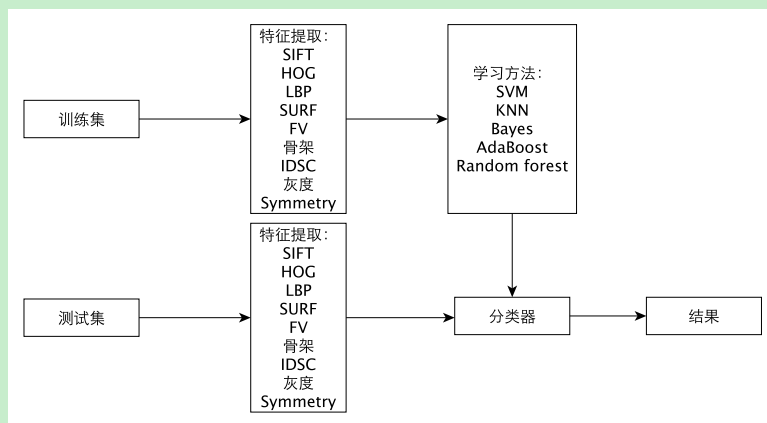 训练集
特征提取：
SIFT
HOG
LBP
SURF
FV
骨架
IDSC
灰度
Symmetry
学习方法：
SVM
KNN
Bayes
AdaBoost
Random forest
测试集
特征提取：
SIFT
HOG
LBP
SURF
FV
骨架
IDSC
灰度
Symmetry
分类器
结果